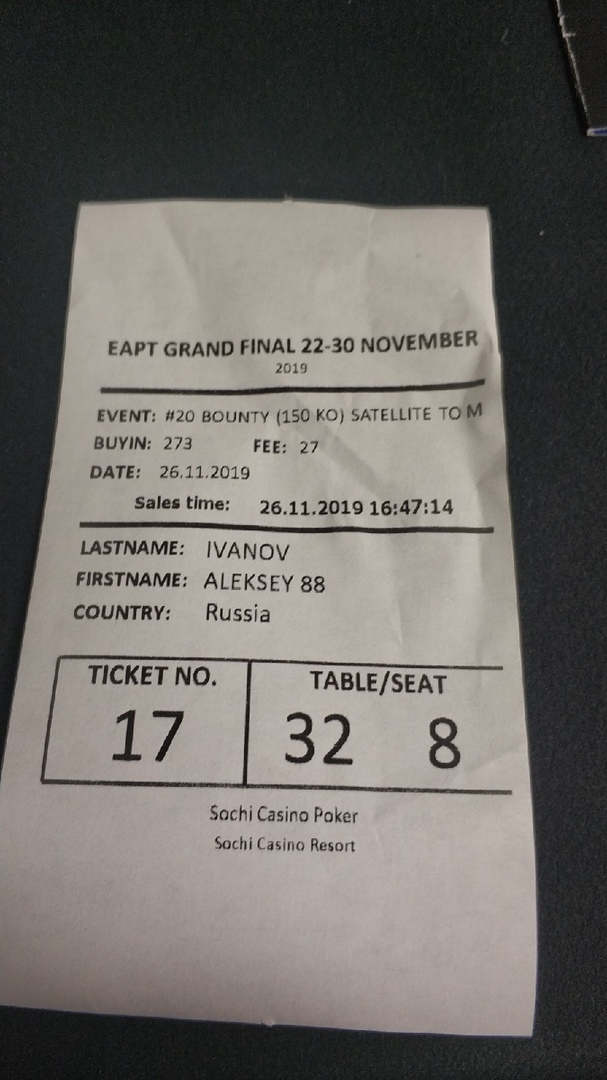 EAPT GRAND FINAL 22-30 NOVEMBER
2019
EVENT: #20 BOUNTY (150 KO) SATELLITE TO M
BUYIN: 273 FEE: 27
DATE: 26.11.2019
Sales time: 26.11.2019 16:47:14
LASTNAME: IVANOV
FIRSTNAME: ALEKSEY 88
COUNTRY: Russia
TICKET NO. TABLE/SEAT
17 32 8
Sochi Casino Poker
Sochi Casino Resort